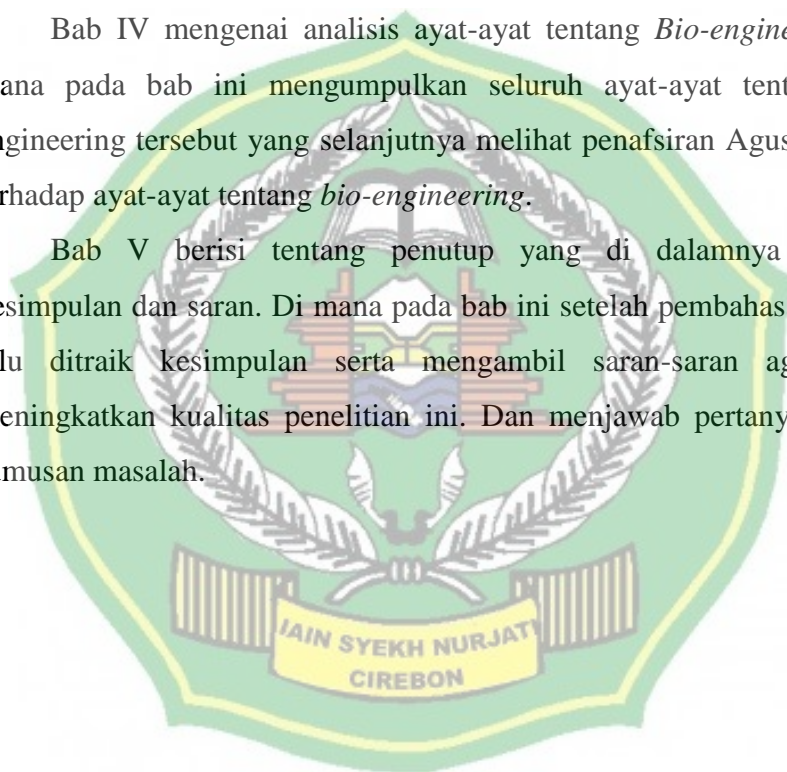 Bab IV mengenai analisis ayat-ayat tentang Bio-engine
ana pada bab ini mengumpulkan seluruh ayat-ayat tent
ngineering tersebut yang selanjutnya melihat penafsiran Agus
rhadap ayat-ayat tentang bio-engineering.
Bab V berisi tentang penutup yang di dalamnya
esimpulan dan saran. Di mana pada bab ini setelah pembahas
lu ditraik kesimpulan serta mengambil saran-saran ag
eningkatkan kualitas penelitian ini. Dan menjawab pertany
musan masalah.
IAIN SYEKH NURJATI
CIREBON